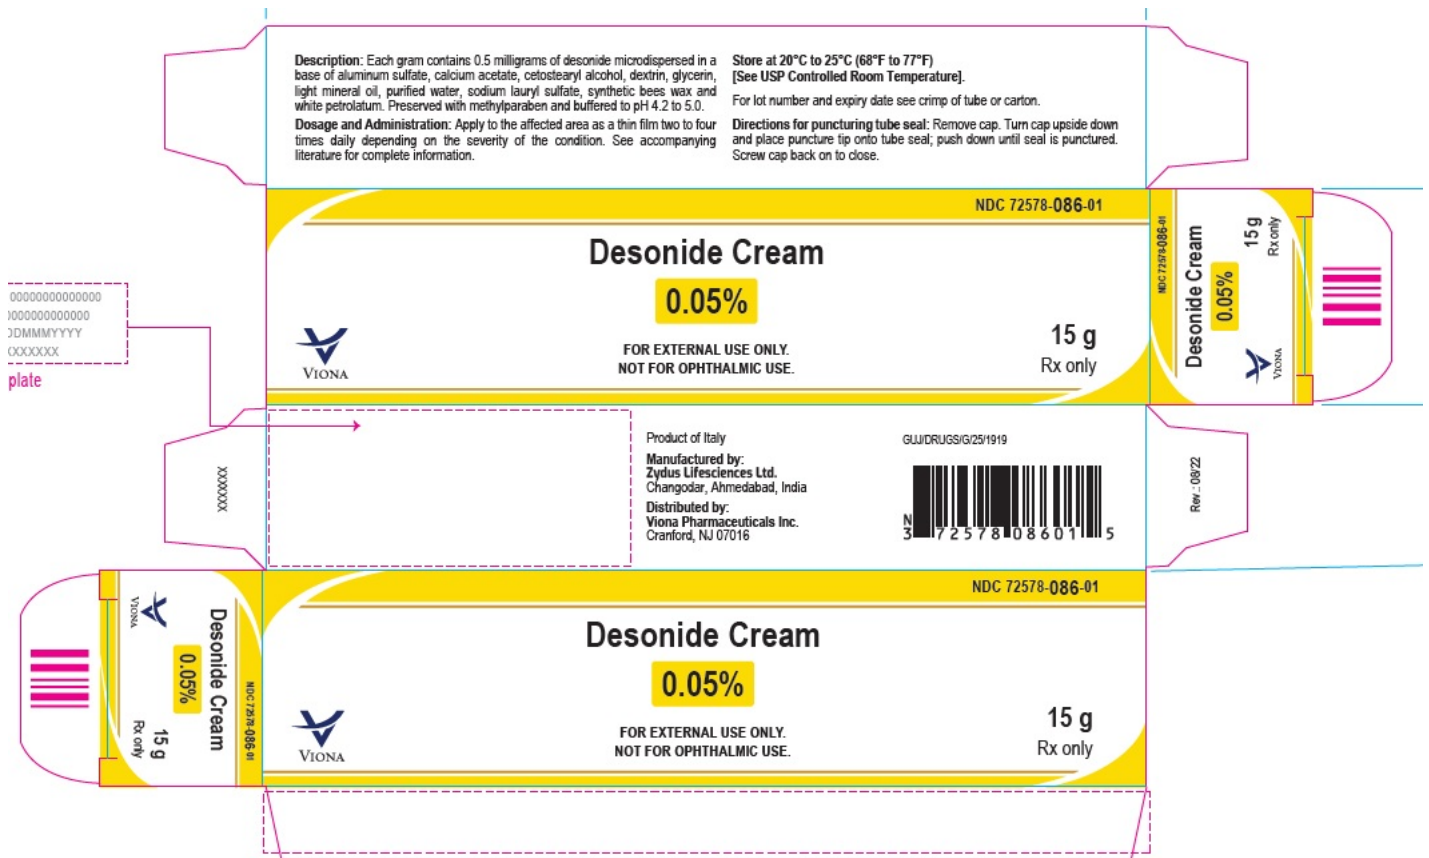 Description: Each gram contains 0.5 milligrams of desonide microdispersed in a
base of aluminum sulfate, calcium acetate, cetostearyl alcohol, dextrin, glycerin,
light mineral oil, purified water, sodium lauryl sulfate, synthetic bees wax and
white petrolatum. Preserved with methylparaben and buffered to pH 4.2 to 5.0.
Dosage and Administration: Apply to the affected area as a thin film two to four
times daily depending on the severity of the condition. See accompanying
literature for complete information.
Store at 20°C to 25°C (68°F to 77°F)
[See USP Controlled Room Temperature].
For lot number and expiry date see crimp of tube or carton.
Directions for puncturing tube seal: Remove cap. Turn cap upside down
and place puncture tip onto tube seal; push down until seal is punctured.
Screw cap back on to close.
NDC 72578-086-01
Desonide Cream
0.05%
FOR EXTERNAL USE ONLY.
NOT FOR OPHTHALMIC USE.
15 g
Rx only
VIONA
NDC 72578-086-01
Desonide Cream
0.05%
15 g
Rx only
VIONA
00000000000000
0000000000000
DDMMMYYYY
XXXXXXX
plate
XXXXXXX
Product of Italy
Manufactured by:
Zydus Lifesciences Ltd.
Changodar, Ahmedabad, India
Distributed by:
Viona Pharmaceuticals Inc.
Cranford, NJ 07016
GUJ/DRUGS/G/25/1919
N
3 72578 08601 5
Rev.: 08/22
NDC 72578-086-01
Desonide Cream
0.05%
FOR EXTERNAL USE ONLY.
NOT FOR OPHTHALMIC USE.
15 g
Rx only
VIONA
NDC 72578-086-01
Desonide Cream
0.05%
15 g
Rx only
VIONA